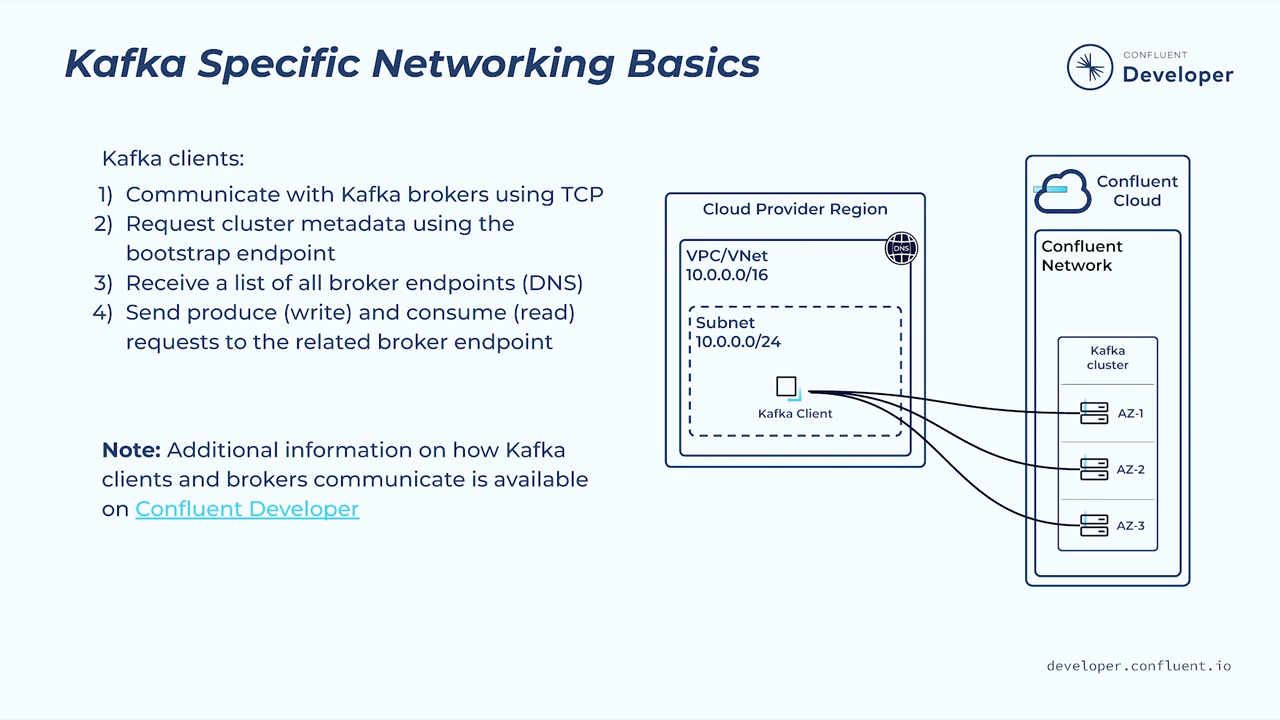 Kafka Specific Networking Basics
CONFLUENT
Developer
Kafka clients:
1) Communicate with Kafka brokers using TCP
2) Request cluster metadata using the
bootstrap endpoint
3) Receive a list of all broker endpoints (DNS)
4) Send produce (write) and consume (read)
requests to the related broker endpoint
Note: Additional information on how Kafka
clients and brokers communicate is available
on Confluent Developer
Cloud Provider Region
DNS
VPC/VNet
10.0.0.0/16
Subnet
10.0.0.0/24
Kafka Client
Confluent
Cloud
Confluent
Network
Kafka
cluster
AZ-1
AZ-2
AZ-3
developer.confluent.io